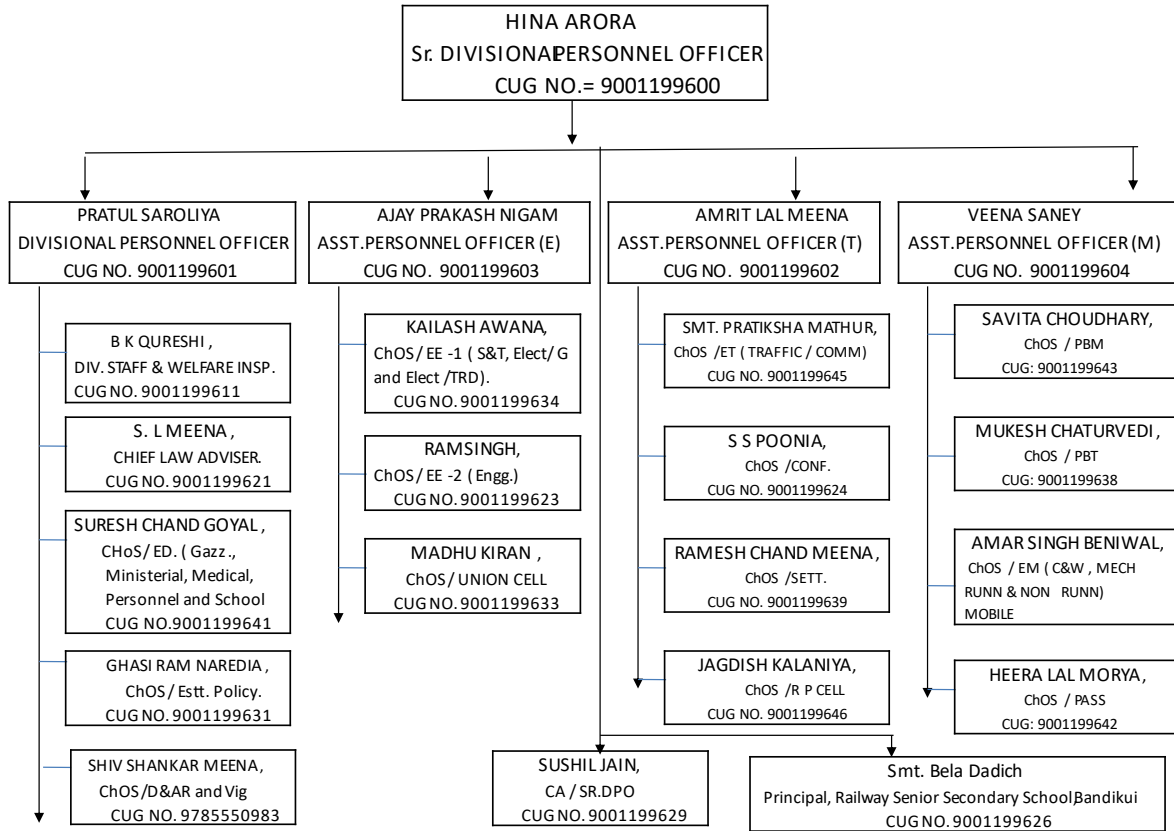 HINA ARORA
Sr. DIVISIONALPERSONNEL OFFICER
CUG NO.= 9001199600
PRATUL SAROLIYA
DIVISIONAL PERSONNEL OFFICER
CUG NO. 9001199601
AJAY PRAKASH NIGAM
ASST.PERSONNEL OFFICER (E)
CUG NO. 9001199603
AMRIT LAL MEENA
ASST.PERSONNEL OFFICER (T)
CUG NO. 9001199602
VEENA SANEY
ASST.PERSONNEL OFFICER (M)
CUG NO. 9001199604
B K QURESHI ,
DIV. STAFF & WELFARE INSP.
CUG NO. 9001199611
S. L MEENA ,
CHIEF LAW ADVISER.
CUG NO. 9001199621
SURESH CHAND GOYAL ,
CHoS/ ED. ( Gazz .,
Ministerial, Medical,
Personnel and School
CUG NO.9001199641
GHASI RAM NAREDIA ,
ChOS / Estt. Policy.
CUG NO. 9001199631
SHIV SHANKAR MEENA,
ChOS /D&AR and Vig
CUG NO. 9785550983
KAILASH AWANA,
ChOS/ EE -1 ( S&T, Elect/ G
and Elect /TRD).
CUG NO. 9001199634
RAMSINGH,
ChOS/ EE -2 ( Engg.)
CUG NO. 9001199623
MADHU KIRAN ,
ChOS / UNION CELL
CUG NO. 9001199633
SMT. PRATIKSHA MATHUR,
ChOS /ET ( TRAFFIC / COMM)
CUG NO. 9001199645
S S POONIA,
ChOS /CONF.
CUG NO. 9001199624
RAMESH CHAND MEENA,
ChOS /SETT.
CUG NO. 9001199639
JAGDISH KALANIYA,
ChOS /R P CELL
CUG NO. 9001199646
SAVITA CHOUDHARY,
ChOS / PBM
CUG: 9001199643
MUKESH CHATURVEDI,
ChOS / PBT
CUG: 9001199638
AMAR SINGH BENIWAL,
ChOS / EM ( C&W , MECH
RUNN & NON RUNN)
MOBILE
HEERA LAL MORYA,
ChOS / PASS
CUG: 9001199642
SUSHIL JAIN,
CA / SR.DPO
CUG NO. 9001199629
Smt. Bela Dadich
Principal, Railway Senior Secondary School,Bandikui
CUG NO. 9001199626